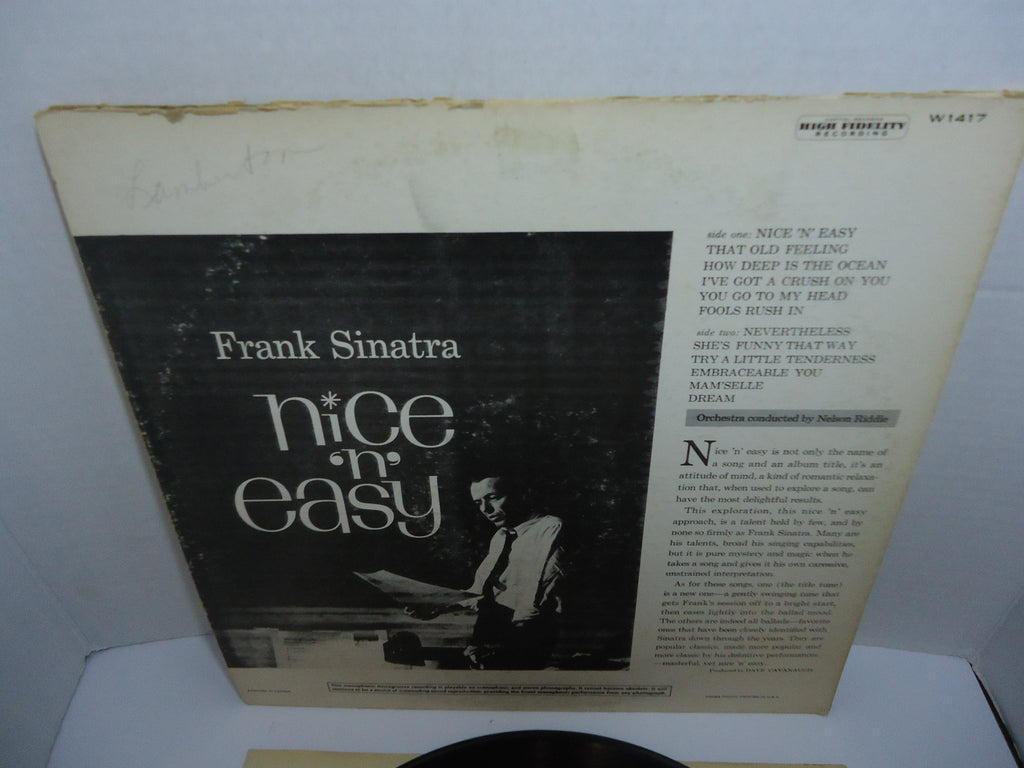 HIGH FIDELITY
RECORDING
W1417
Lamberton
side one: NICE 'N' EASY
THAT OLD FEELING
HOW DEEP IS THE OCEAN
I'VE GOT A CRUSH ON YOU
YOU GO TO MY HEAD
FOOLS RUSH IN
side two: NEVERTHELESS
SHE'S FUNNY THAT WAY
TRY A LITTLE TENDERNESS
EMBRACEABLE YOU
MAM'SELLE
DREAM
Orchestra conducted by Nelson Riddle
Frank Sinatra
nice
'n'
easy
Nice 'n' easy is not only the name of
a song and an album title, it's an
attitude of mind, a kind of romantic relaxa-
tion that, when used to explore a song, can
have the most delightful results.
This exploration, this nice 'n' easy
approach, is a talent held by few, and by
none so firmly as Frank Sinatra. Many are
his talents, broad his singing capabilities,
but it is pure mystery and magic when he
takes a song and gives it his own caressive,
unstrained interpretation.
As for these songs, one (the title tune)
is a new one—a gently swinging tune that
gets Frank's session off to a bright start,
then eases lightly into the ballad mood.
The others are indeed all ballads—favorite
ones that have been closely identified with
Sinatra down through the years. They are
popular classics, made more popular and
more classic by his definitive performances
—masterful, yet nice 'n' easy.
Produced by DAVE CAVANAUGH